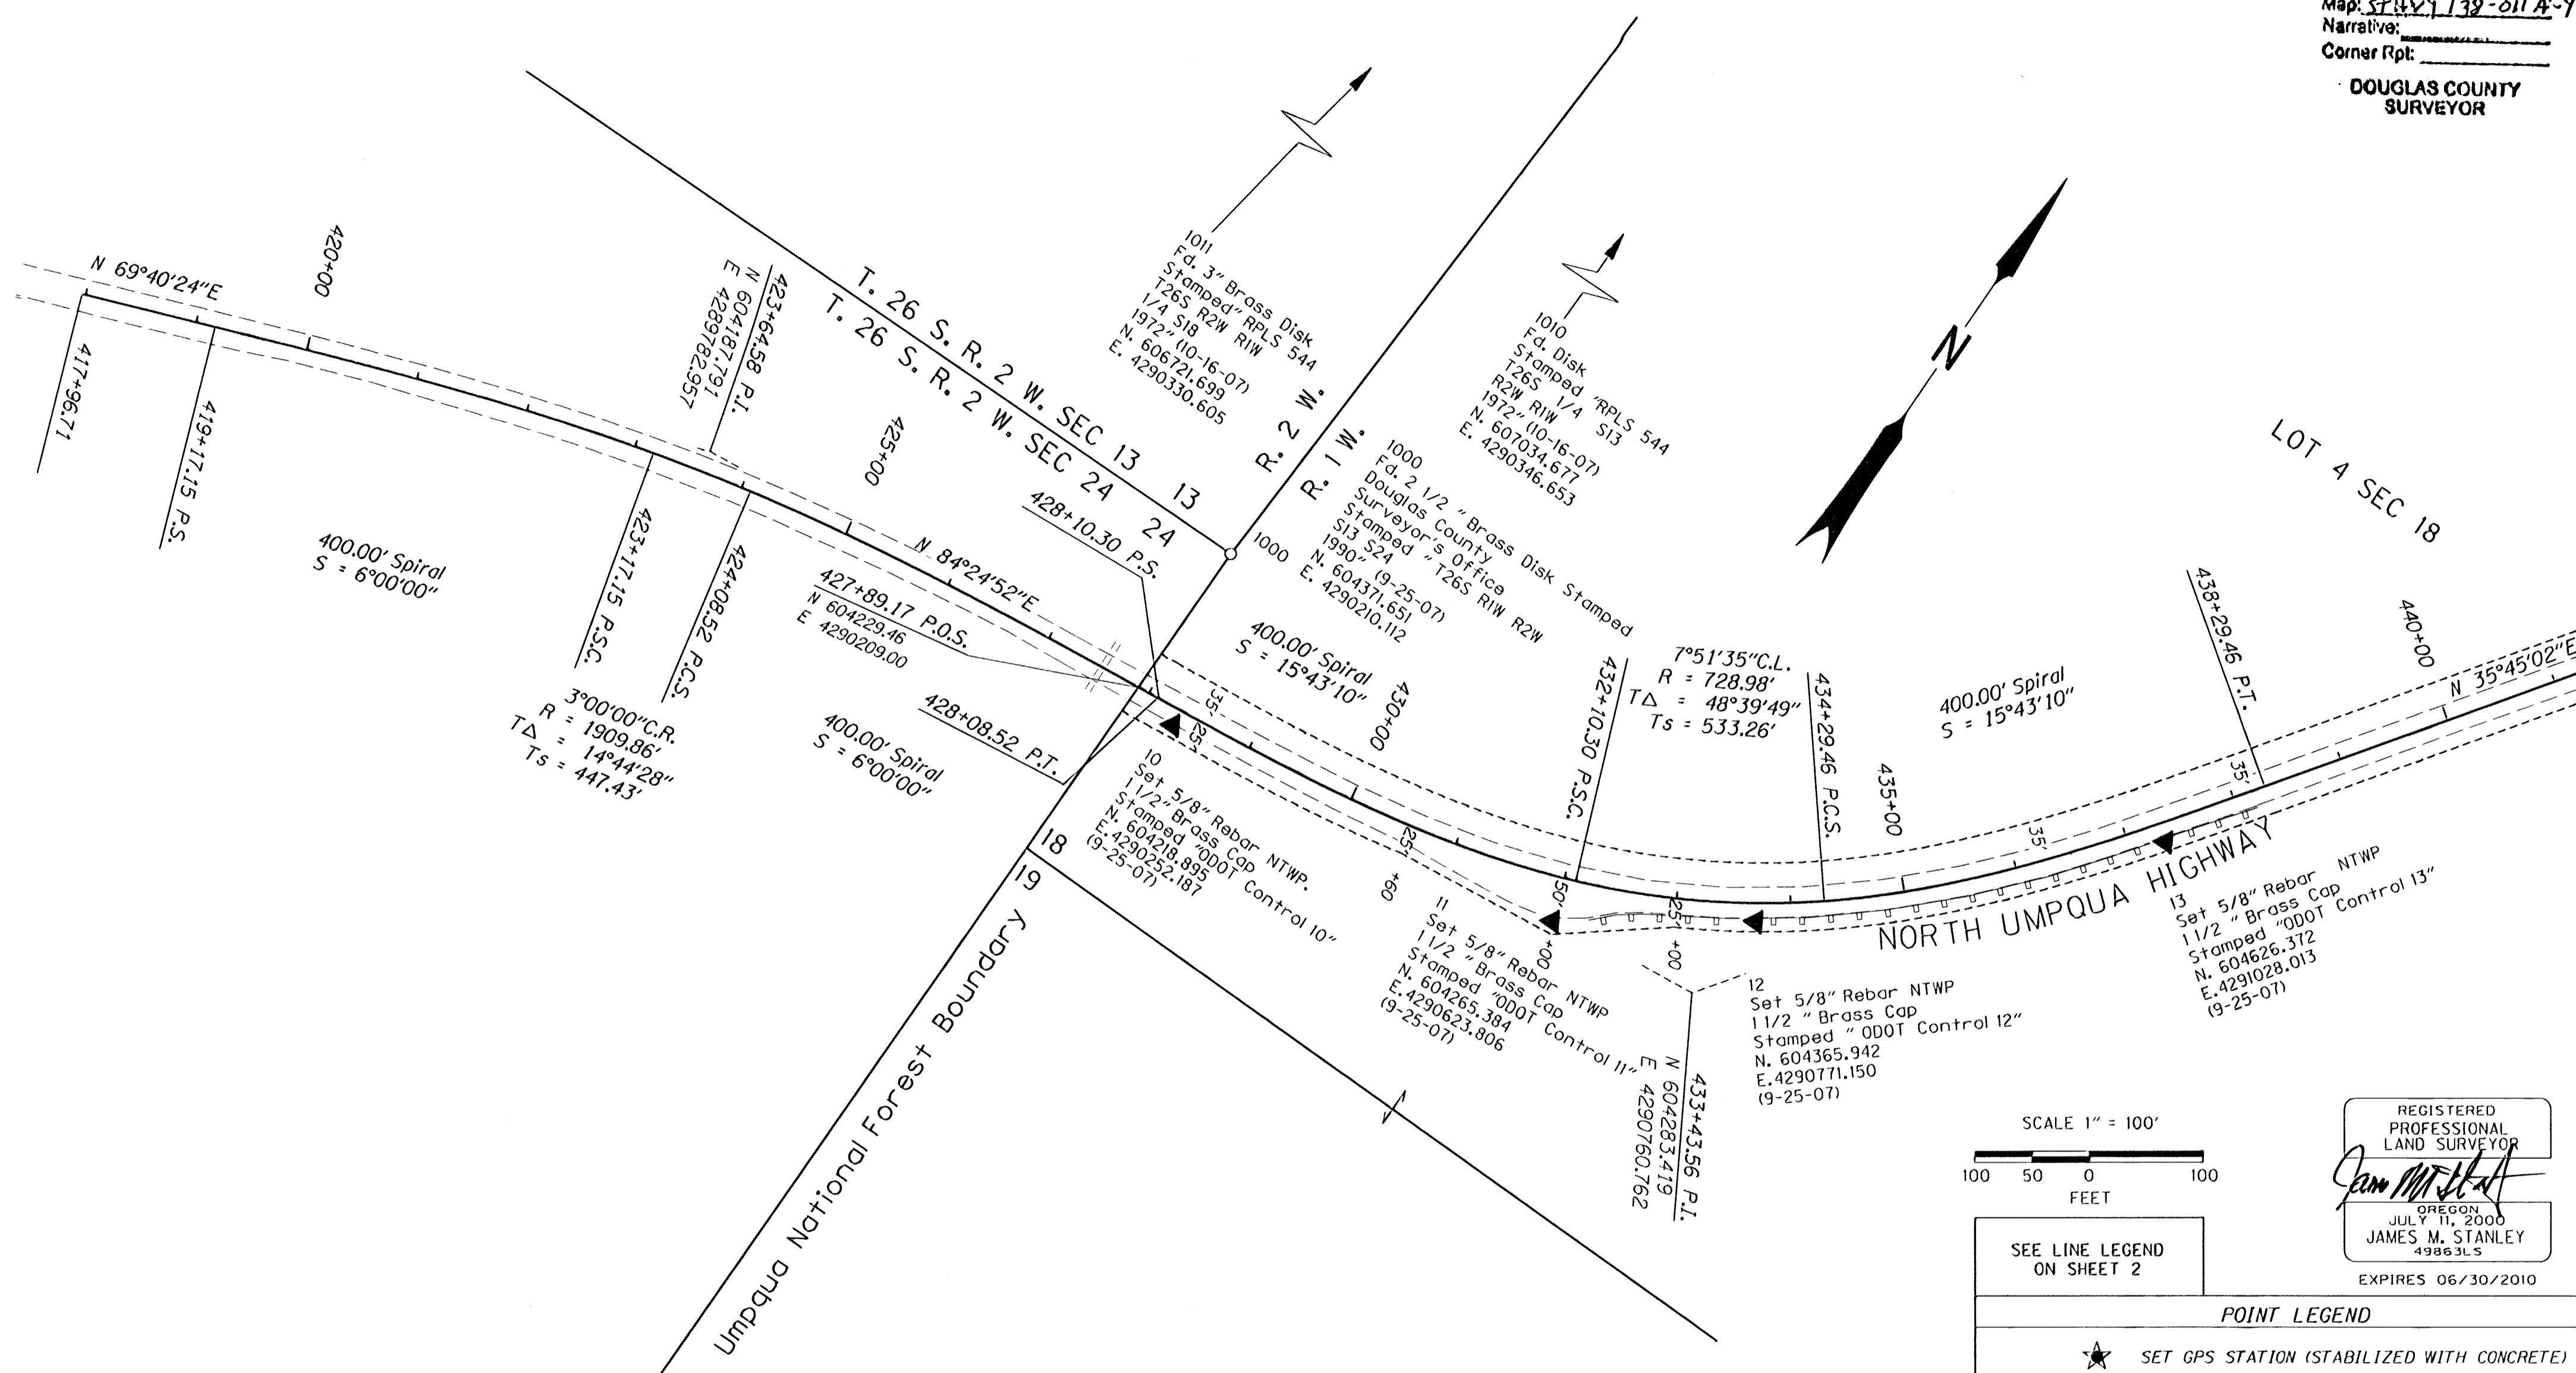 Narrative:
Corner Rpt:
DOUGLAS COUNTY
SURVEYOR
N 69°40'24"E
420+00
417+96.71
419+17.15 P.S.
400.00' Spiral
S = 6°00'00"
423+64.58 P.I.
N 604187.791
E 4289782.957
423+17.15 P.S.C.
424+08.52 P.C.S.
3°00'00"C.R.
R = 1909.86'
T∆ = 14°44'28"
Ts = 447.43'
425+00
T. 26 S. R. 2 W. SEC 13
T. 26 S. R. 2 W. SEC 24
13
24
N 84°24'52"E
428+10.30 P.S.
427+89.17 P.O.S.
N 604229.46
E 4290209.00
428+08.52 P.T.
400.00' Spiral
S = 6°00'00"
1011
Fd. 3" Brass Disk
Stamped" RPLS 544
T26S R2W R1W
1/4 S18
1972" (10-16-07)
N. 606721.699
E. 4290330.605
R. 2 W.
R. 1 W.
1010
Fd. Disk
Stamped "RPLS 544
T26S 1/4 S13
R2W R1W
1972" (10-16-07)
N. 607034.677
E. 4290346.653
1000
1000
Fd. 2 1/2 " Brass Disk Stamped
Douglas County
Surveyor's Office
Stamped " T26S R1W R2W
S13 S24
1990" (9-25-07)
N. 604371.651
E. 4290210.112
N
LOT 4 SEC 18
400.00' Spiral
S = 15°43'10"
430+00
35'
25'
432+10.30 P.S.C.
7°51'35"C.L.
R = 728.98'
T∆ = 48°39'49"
Ts = 533.26'
434+29.46 P.C.S.
435+00
400.00' Spiral
S = 15°43'10"
438+29.46 P.T.
440+00
N 35°45'02"E
35'
35'
25'
+60
50'
+00
25'
+00
NORTH UMPQUA HIGHWAY
10
Set 5/8" Rebar NTWP.
1 1/2" Brass Cap
Stamped "ODOT Control 10"
N. 604218.895
E. 4290252.187
(9-25-07)
11
Set 5/8" Rebar NTWP
1 1/2 " Brass Cap
Stamped "ODOT Control 11"
N. 604265.384
E. 4290623.806
(9-25-07)
12
Set 5/8" Rebar NTWP
1 1/2 " Brass Cap
Stamped " ODOT Control 12"
N. 604365.942
E. 4290771.150
(9-25-07)
13
Set 5/8" Rebar NTWP
1 1/2 " Brass Cap
Stamped "ODOT Control 13"
N. 604626.372
E. 4291028.013
(9-25-07)
433+43.56 P.I.
N 604283.419
E 4290760.762
18
19
Umpqua National Forest Boundary
SCALE 1" = 100'
100 50 0 100
FEET
SEE LINE LEGEND
ON SHEET 2
REGISTERED
PROFESSIONAL
LAND SURVEYOR
OREGON
JULY 11, 2000
JAMES M. STANLEY
49863LS
EXPIRES 06/30/2010
POINT LEGEND
SET GPS STATION (STABILIZED WITH CONCRETE)